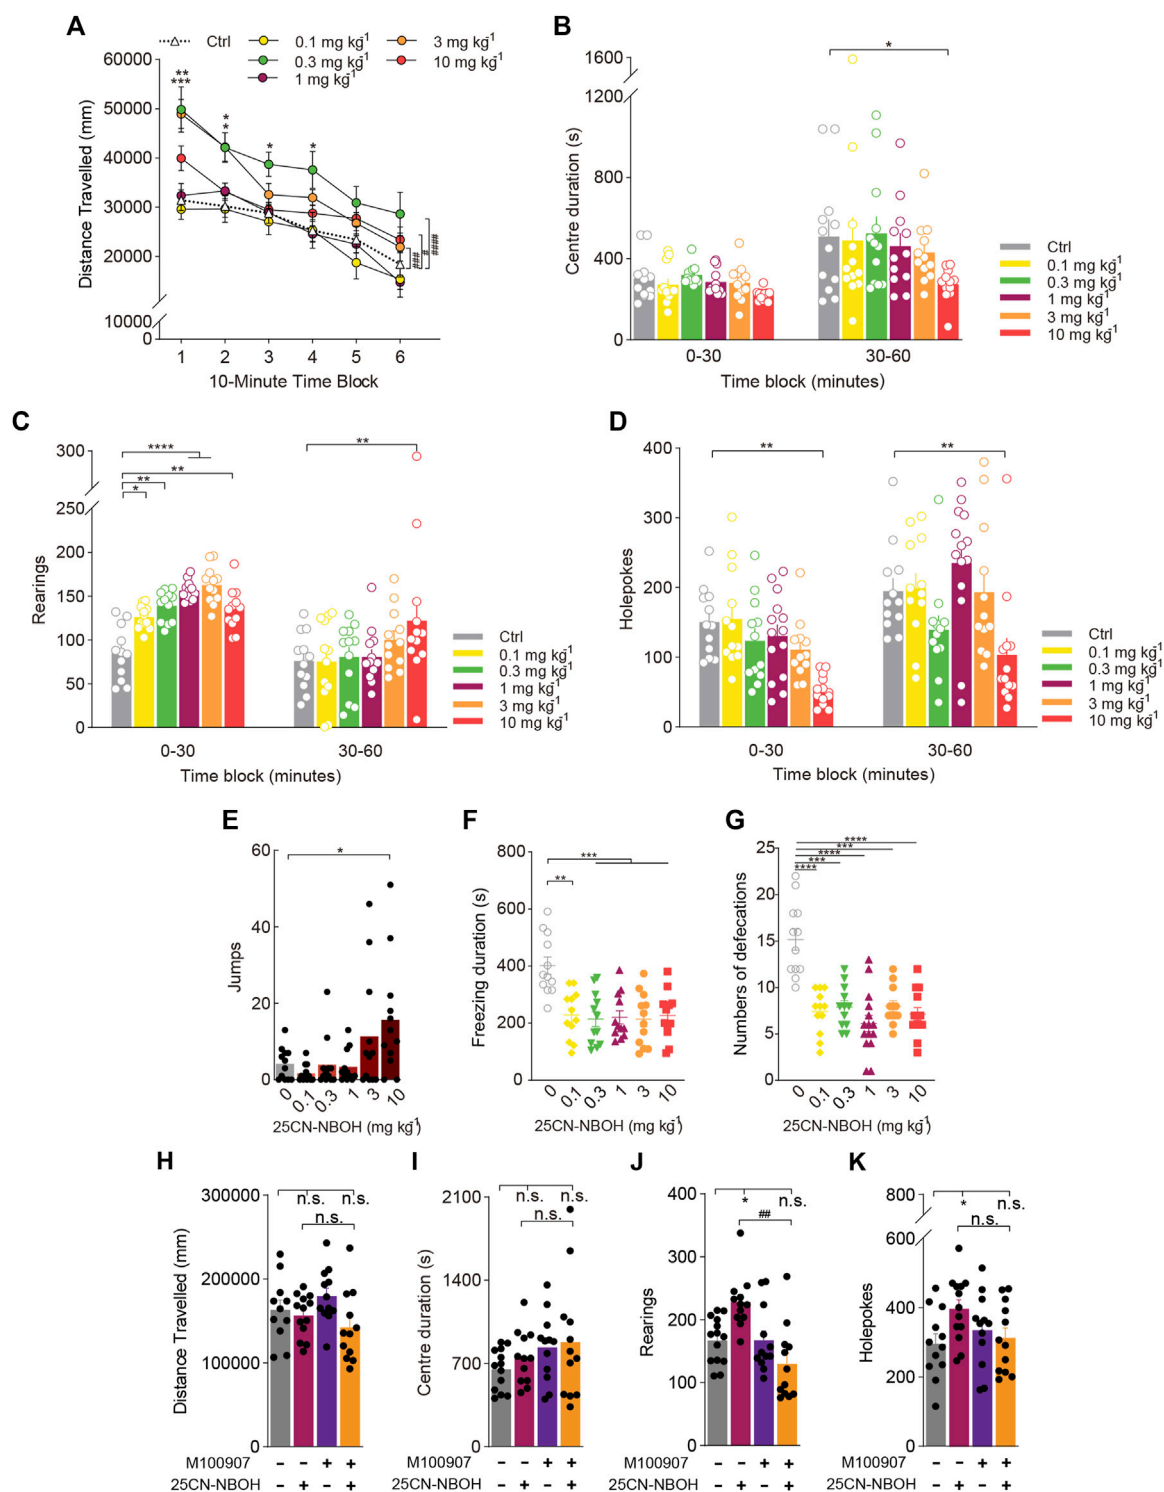 A
Ctrl
0.1 mg kg-1
0.3 mg kg-1
1 mg kg-1
3 mg kg-1
10 mg kg-1
Distance Travelled (mm)
60000
50000
40000
30000
20000
10000
0
**
***
*
*
*
*
###
#
####
1 2 3 4 5 6
10-Minute Time Block
B
Centre duration (s)
1600
1200
800
400
0
*
0-30 30-60
Time block (minutes)
Ctrl
0.1 mg kg-1
0.3 mg kg-1
1 mg kg-1
3 mg kg-1
10 mg kg-1
C
Rearings
300
250
200
150
100
50
0
****
**
**
*
**
0-30 30-60
Time block (minutes)
Ctrl
0.1 mg kg-1
0.3 mg kg-1
1 mg kg-1
3 mg kg-1
10 mg kg-1
D
Holepokes
400
300
200
100
0
**
**
0-30 30-60
Time block (minutes)
Ctrl
0.1 mg kg-1
0.3 mg kg-1
1 mg kg-1
3 mg kg-1
10 mg kg-1
E
Jumps
60
40
20
0
*
0 0.1 0.3 1 3 10
25CN-NBOH (mg kg-1)
F
Freezing duration (s)
800
600
400
200
0
***
**
0 0.1 0.3 1 3 10
25CN-NBOH (mg kg-1)
G
Numbers of defecations
25
20
15
10
5
0
****
***
****
***
****
0 0.1 0.3 1 3 10
25CN-NBOH (mg kg-1)
H
Distance Travelled (mm)
300000
200000
100000
0
n.s. n.s.
n.s.
M100907 - - + +
25CN-NBOH - + - +
I
Centre duration (s)
2100
1400
700
0
n.s. n.s.
n.s.
- - + +
- + - +
J
Rearings
400
300
200
100
0
* n.s.
##
M100907 - - + +
25CN-NBOH - + - +
K
Holepokes
800
600
400
200
0
* n.s.
n.s.
- - + +
- + - +